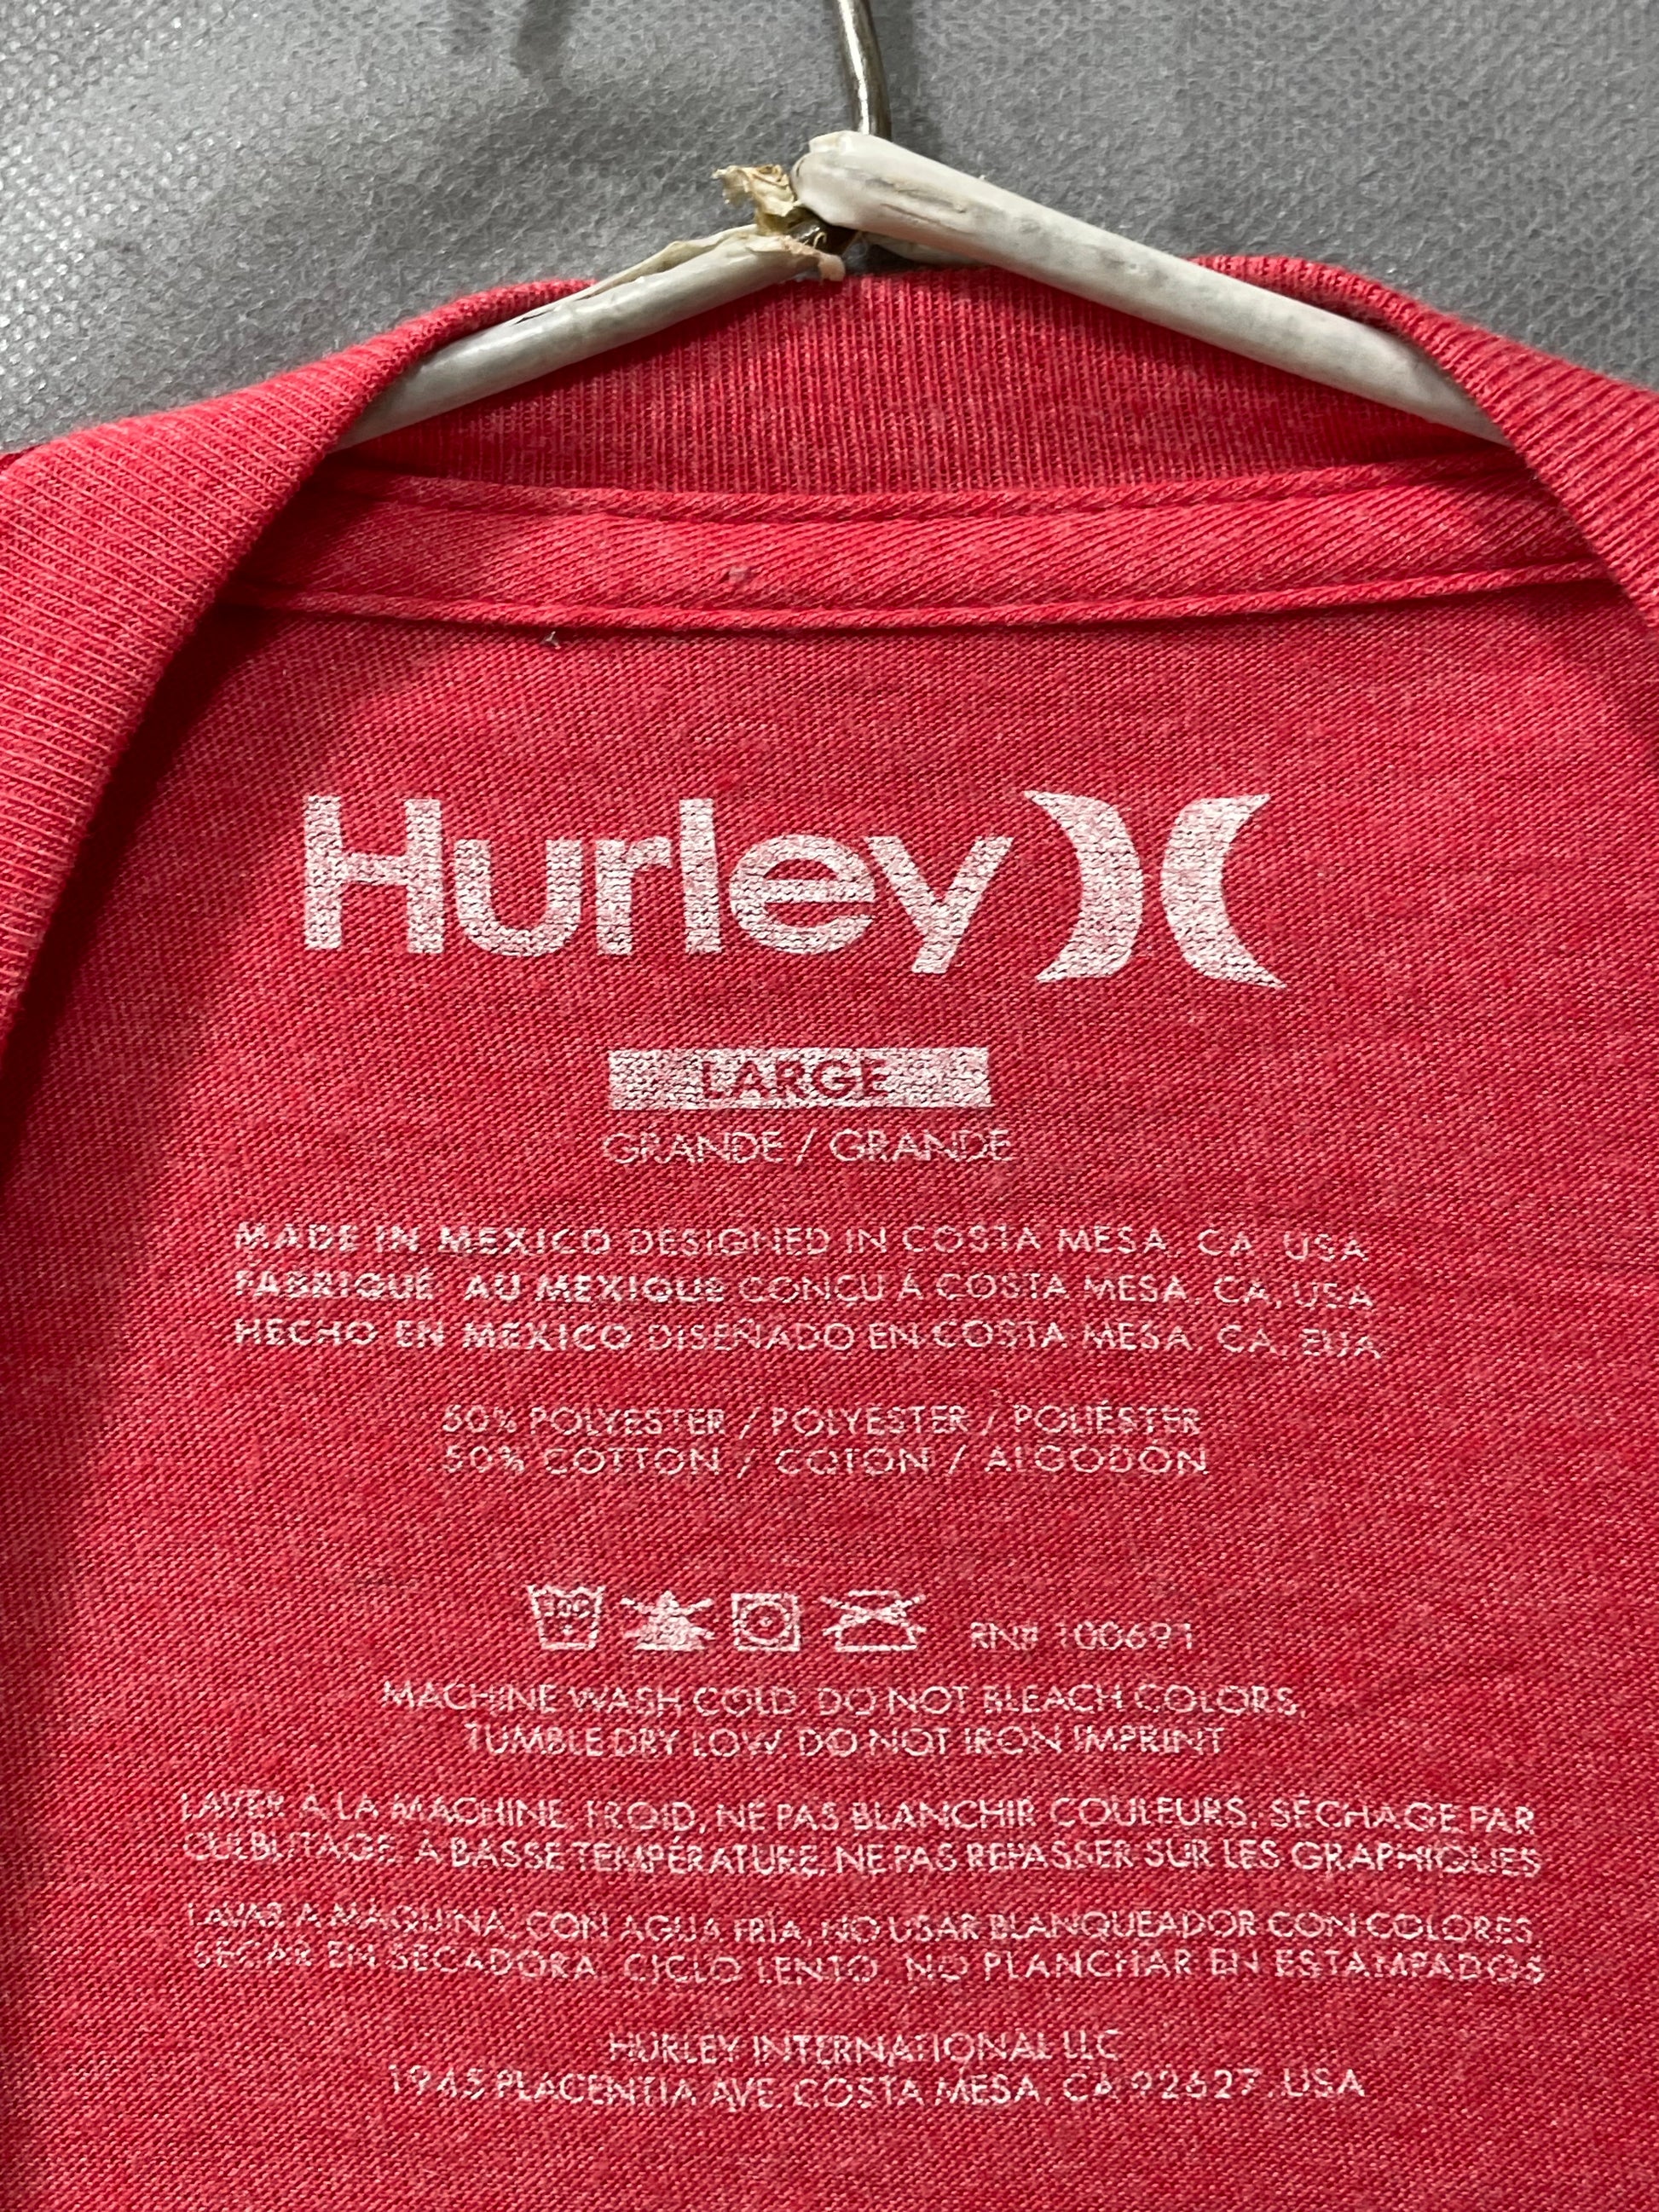 Hurley
LARGE
GRANDE / GRANDE
MADE IN MEXICO DESIGNED IN COSTA MESA, CA, USA
FABRIQUÉ AU MEXIQUE CONÇU À COSTA MESA, CA, USA
HECHO EN MEXICO DISEÑADO EN COSTA MESA, CA, EUA
50% POLYESTER / POLYESTER / POLIÉSTER
50% COTTON / COTON / ALGODÓN
RN# 100691
MACHINE WASH COLD. DO NOT BLEACH COLORS.
TUMBLE DRY LOW. DO NOT IRON IMPRINT
LAVER À LA MACHINE, FROID, NE PAS BLANCHIR COULEURS. SÉCHAGE PAR
CULBUTAGE, A BASSE TEMPÉRATURE. NE PAS REPASSER SUR LES GRAPHIQUES
LAVAR A MAQUINA, CON AGUA FRÍA, NO USAR BLANQUEADOR CON COLORES.
SECAR EN SECADORA, CICLO LENTO. NO PLANCHAR EN ESTAMPADOS
HURLEY INTERNATIONAL LLC
1945 PLACENTIA AVE. COSTA MESA, CA 92627, USA